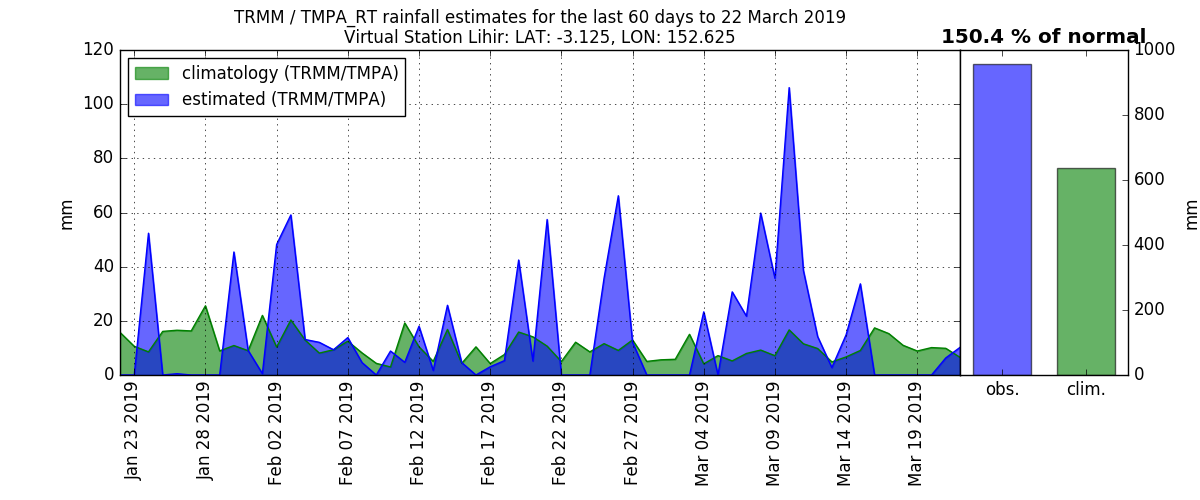 TRMM / TMPA_RT rainfall estimates for the last 60 days to 22 March 2019
Virtual Station Lihir: LAT: -3.125, LON: 152.625
150.4 % of normal
climatology (TRMM/TMPA)
estimated (TRMM/TMPA)
120
100
80
60
40
20
0
mm
Jan 23 2019
Jan 28 2019
Feb 02 2019
Feb 07 2019
Feb 12 2019
Feb 17 2019
Feb 22 2019
Feb 27 2019
Mar 04 2019
Mar 09 2019
Mar 14 2019
Mar 19 2019
obs.
clim.
1000
800
600
400
200
0
mm